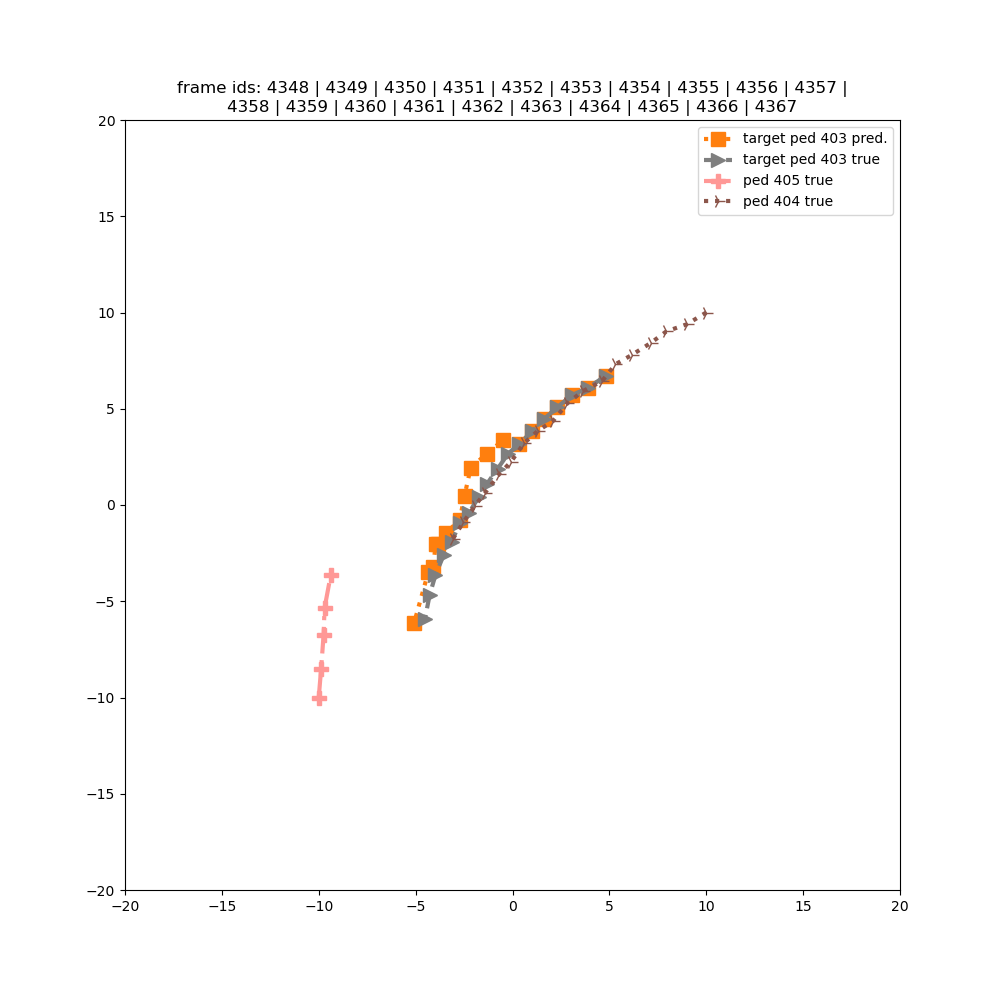 frame ids: 4348 | 4349 | 4350 | 4351 | 4352 | 4353 | 4354 | 4355 | 4356 | 4357 |
4358 | 4359 | 4360 | 4361 | 4362 | 4363 | 4364 | 4365 | 4366 | 4367
target ped 403 pred.
target ped 403 true
ped 405 true
ped 404 true
20
15
10
5
0
−5
−10
−15
−20
−20 −15 −10 −5 0 5 10 15 20